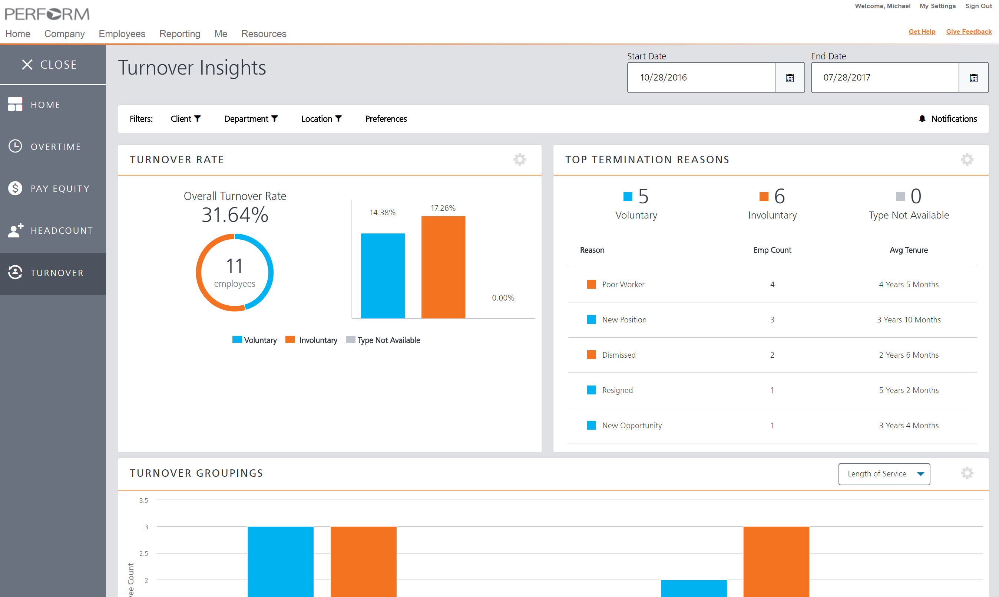 Welcome, Michael My Settings Sign Out
PERFORM
Home Company Employees Reporting Me Resources
Get Help Give Feedback
CLOSE
HOME
OVERTIME
PAY EQUITY
HEADCOUNT
TURNOVER
Turnover Insights
Start Date
10/28/2016
End Date
07/28/2017
Filters: Client Department Location Preferences
Notifications
TURNOVER RATE
Overall Turnover Rate
31.64%
11
employees
14.38%
17.26%
0.00%
Voluntary Involuntary Type Not Available
TOP TERMINATION REASONS
5 6 0
Voluntary Involuntary Type Not Available
Reason Emp Count Avg Tenure
Poor Worker 4 4 Years 5 Months
New Position 3 3 Years 10 Months
Dismissed 2 2 Years 6 Months
Resigned 1 5 Years 2 Months
New Opportunity 1 3 Years 4 Months
TURNOVER GROUPINGS
Length of Service
3.5
3
2.5
2
Count